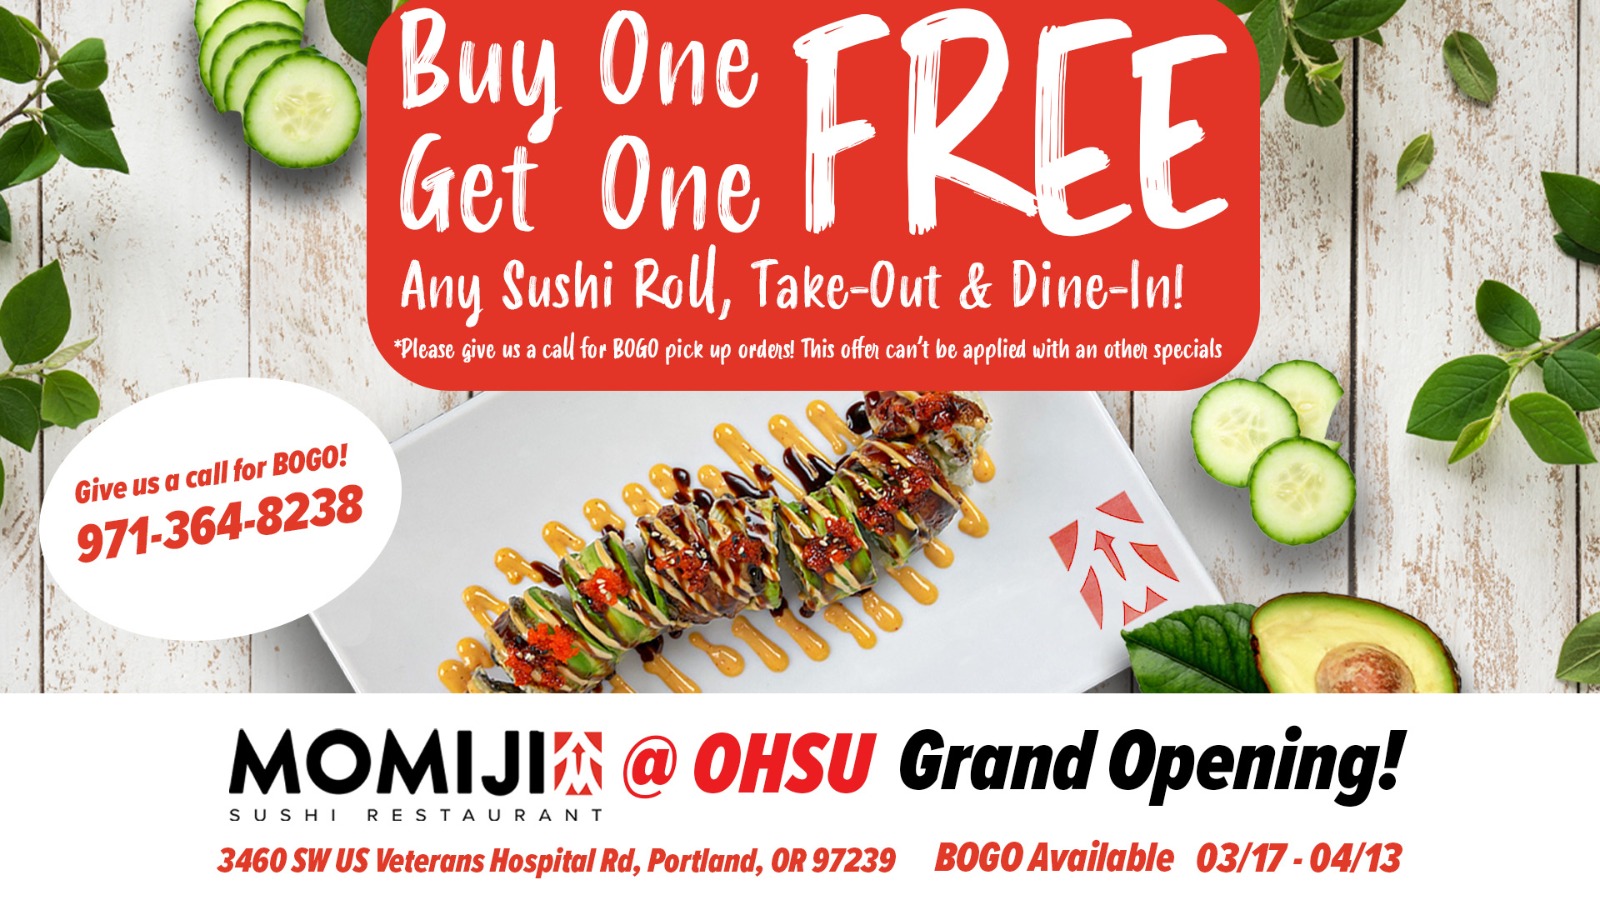 Buy One
Get One
FREE
Any Sushi Roll, Take-Out & Dine-In!
*Please give us a call for BOGO pick up orders! This offer can't be applied with an other specials
Give us a call for BOGO!
971-364-8238
MOMIJI @ OHSU Grand Opening!
SUSHI RESTAURANT
3460 SW US Veterans Hospital Rd, Portland, OR 97239 BOGO Available 03/17 - 04/13